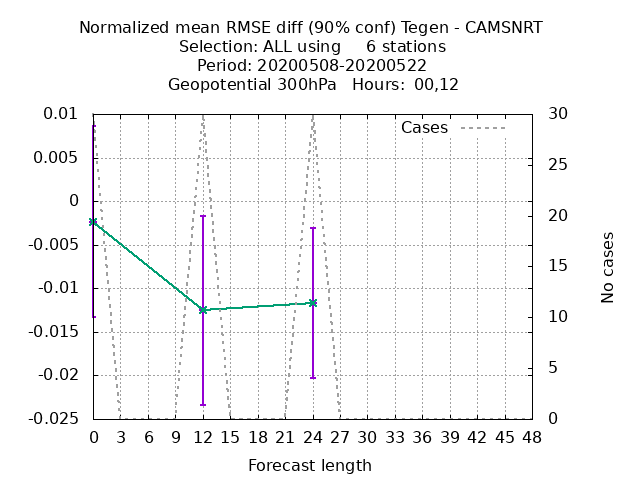 Normalized mean RMSE diff (90% conf) Tegen - CAMSNRT
Selection: ALL using     6 stations
Period: 20200508-20200522
Geopotential 300hPa   Hours: 00,12
0.01
0.005
0
-0.005
-0.01
-0.015
-0.02
-0.025
Cases
30
25
20
15
10
5
0
No cases
0 3 6 9 12 15 18 21 24 27 30 33 36 39 42 45 48
Forecast length